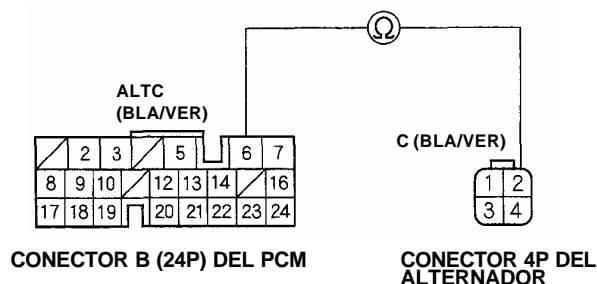 Ω
ALTC
(BLA/VER)
C (BLA/VER)
2 3 5 6 7
8 9 10 12 13 14 16
17 18 19 20 21 22 23 24
1 2
3 4
CONECTOR B (24P) DEL PCM
CONECTOR 4P DEL
ALTERNADOR